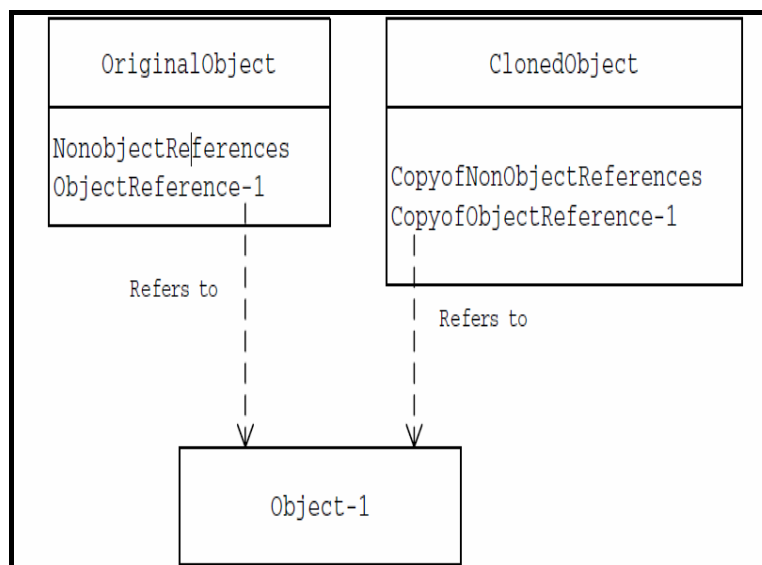 OriginalObject
NonobjectReferences
ObjectReference-1
ClonedObject
CopyofNonObjectReferences
CopyofObjectReference-1
Refers to
Refers to
Object-1